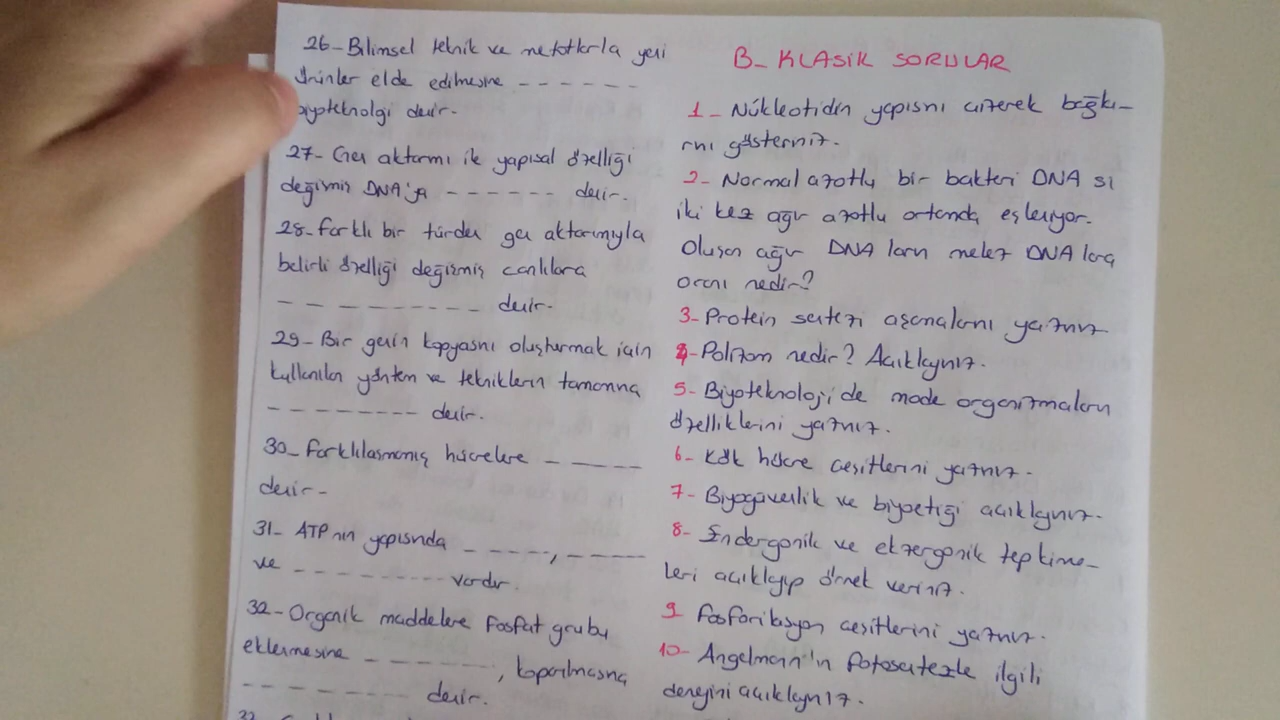 26- Bilimsel teknik ve metotlarla yeni
ürünler elde edilmesine - - - - - -
biyoteknoloji denir.
27- Gen aktarımı ile yapısal özelliği
değişmiş DNA'ya - - - - - - denir.
28- Farklı bir türden gen aktarımıyla
belirli özelliği değişmiş canlılara
- - - - - - - - - denir.
29- Bir genin kopyasını oluşturmak için
kullanılan yöntem ve tekniklerin tamamına
- - - - - - - - denir.
30- Farklılaşmamış hücrelere - - - - -
denir-
31- ATP'nin yapısında - - - - -, - - - - -
ve - - - - - - - - vardır.
32- Organik maddelere fosfat grubu
eklenmesine - - - - - - -, koparılmasına
- - - - - - - - denir.
B- KLASİK SORULAR
1- Nükleotidin yapısını çizerek bağla-
rını gösteriniz.
2- Normal azotlu bir bakteri DNA sı
iki kez ağır azotlu ortamda eşleniyor.
Oluşan ağır DNA ların melez DNA lara
oranı nedir?
3- Protein sentezi aşamalarını yazınız
4- Polizom nedir? Açıklayınız.
5- Biyoteknoloji'de mode organizmaların
özelliklerini yazınız.
6- Kök hücre çeşitlerini yazınız.
7- Biyogüvenlik ve biyoetiği açıklayınız.
8- Endergonik ve ekzergonik tepkime-
leri açıklayıp örnek veriniz.
9 Fosforilasyon çeşitlerini yazınız.
10- Angelmann'ın fotosentezle ilgili
deneyini açıklayınız.